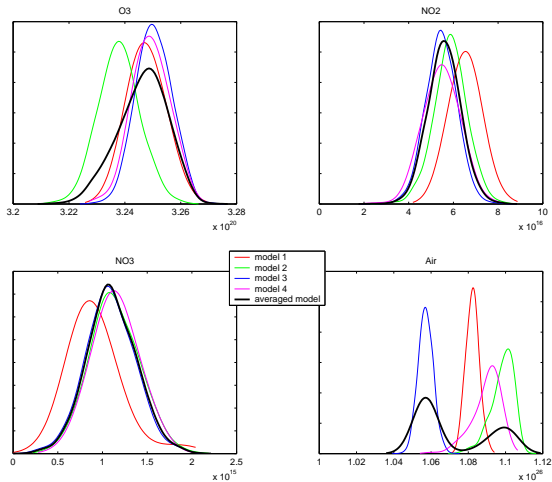 O3
NO2
3.2 3.22 3.24 3.26 3.28
x 10^20
0 2 4 6 8 10
x 10^16
NO3
Air
model 1
model 2
model 3
model 4
averaged model
0 0.5 1 1.5 2 2.5
x 10^15
1 1.02 1.04 1.06 1.08 1.1 1.12
x 10^26